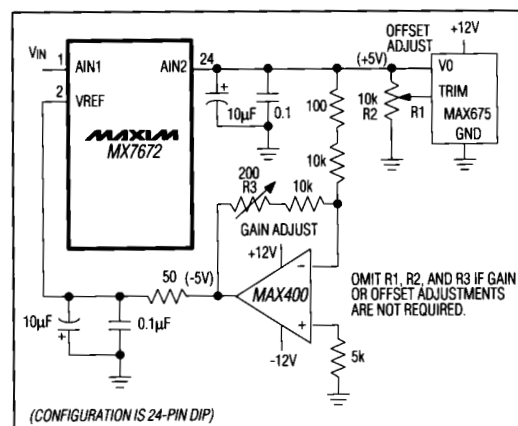 OFFSET
ADJUST
+12V
VIN
1
AIN1
AIN2
24
(+5V)
V0
2
VREF
TRIM
MAXIM
MX7672
10µF
+
0.1
100
10k
R2
R1
MAX675
GND
10k
200
R3
10k
GAIN ADJUST
+12V
50
(-5V)
MAX400
−
+
-12V
OMIT R1, R2, AND R3 IF GAIN
OR OFFSET ADJUSTMENTS
ARE NOT REQUIRED.
10µF
+
0.1µF
5k
(CONFIGURATION IS 24-PIN DIP)